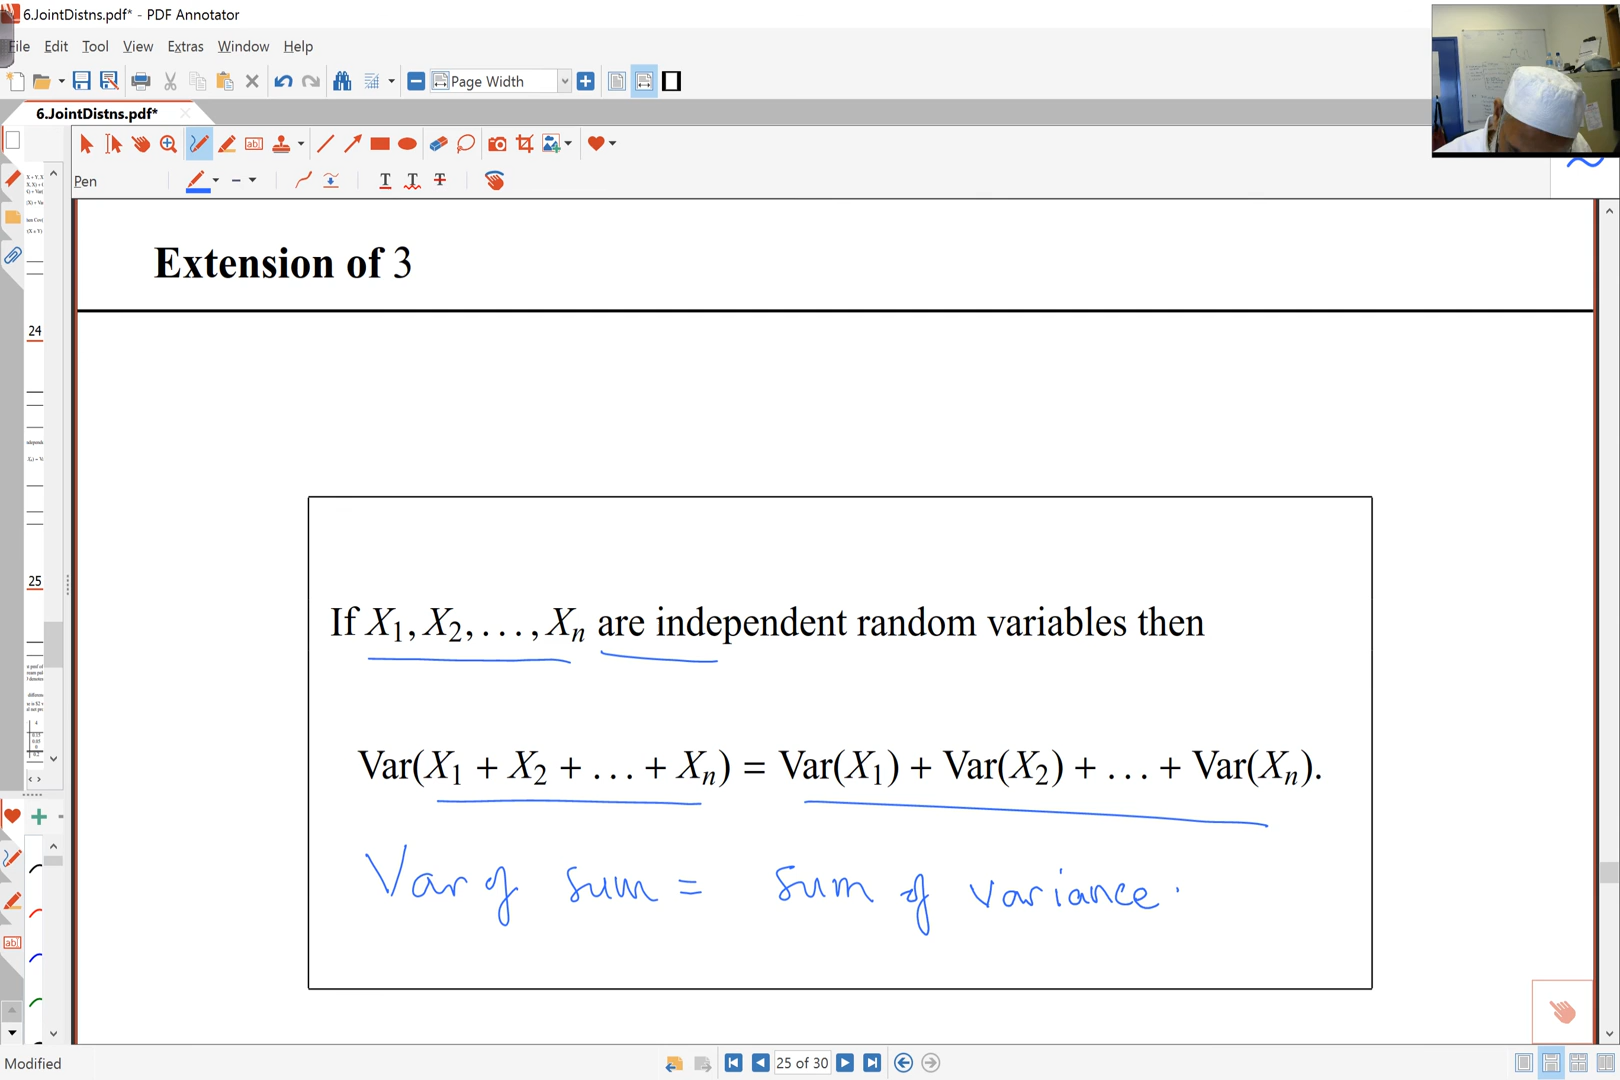 6.JointDistns.pdf* - PDF Annotator
File Edit Tool View Extras Window Help
Page Width
6.JointDistns.pdf*
Pen
Extension of 3
24
25
If X₁, X₂, . . . , Xₙ are independent random variables then
Var(X₁ + X₂ + . . . + Xₙ) = Var(X₁) + Var(X₂) + . . . + Var(Xₙ).
Var of sum = sum of variance.
Modified
25 of 30